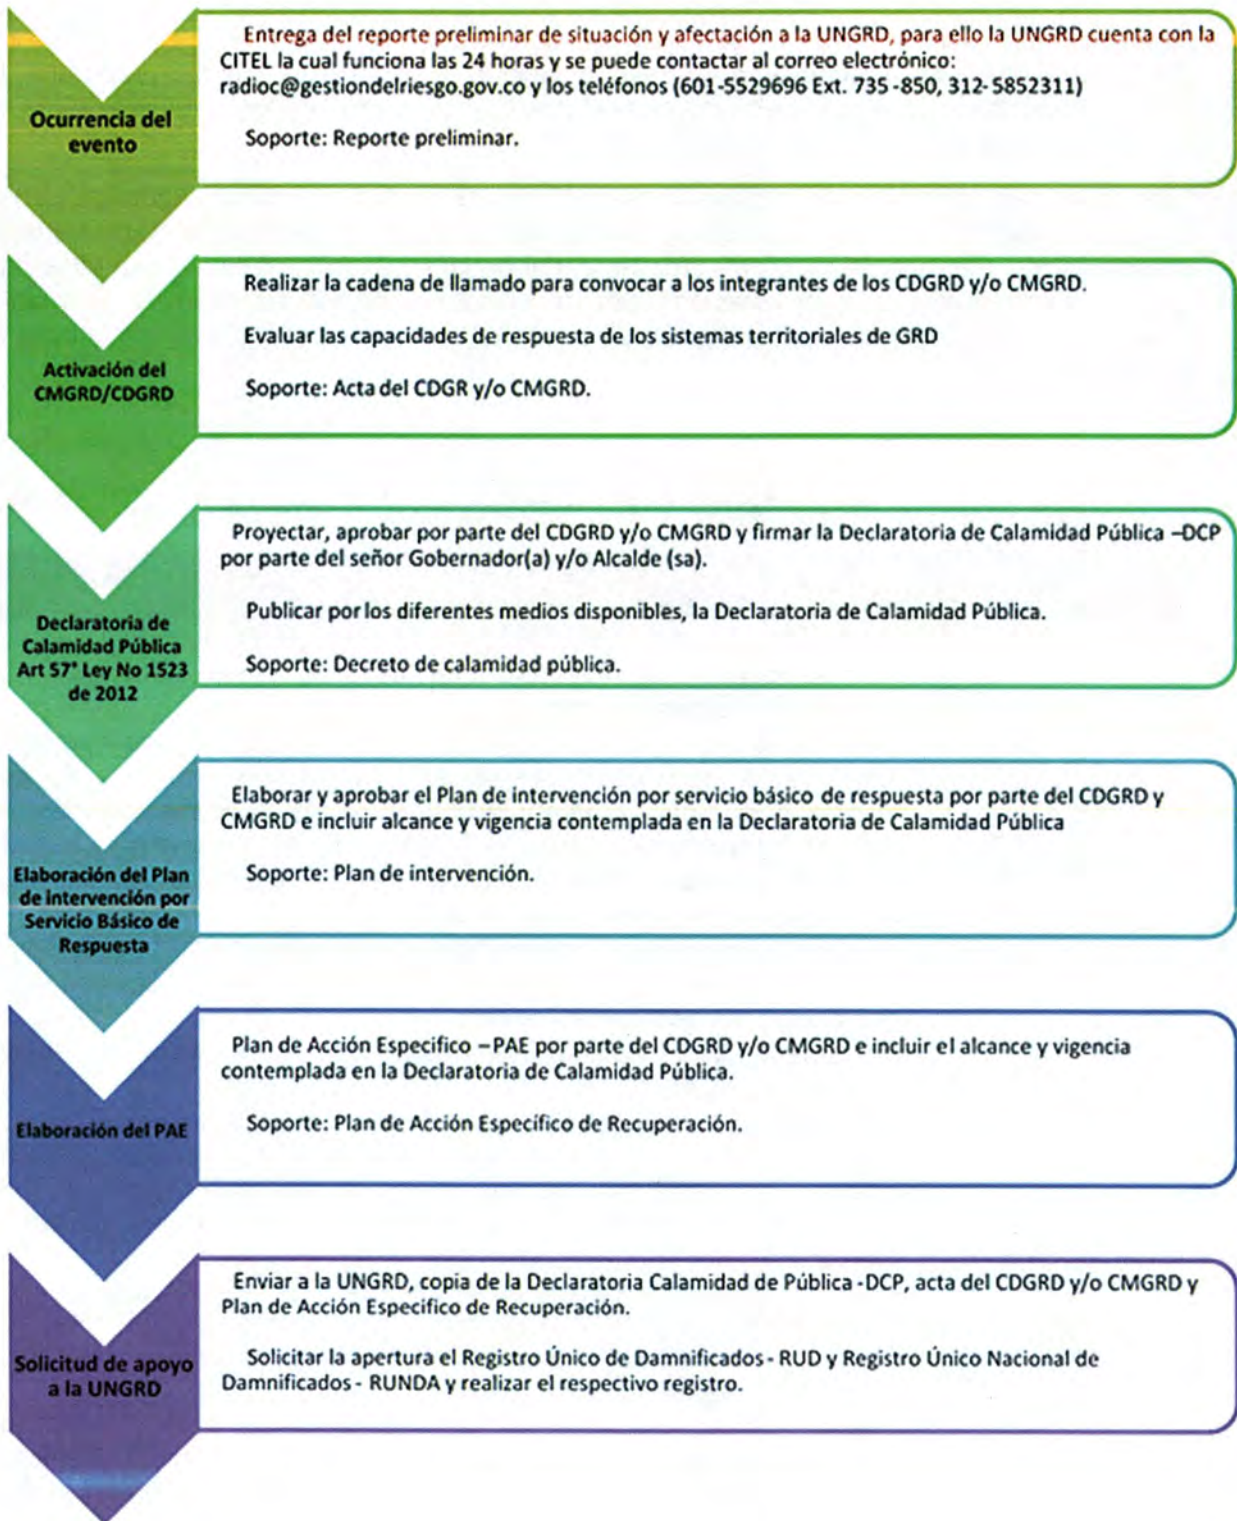 Ocurrencia del
evento
Entrega del reporte preliminar de situación y afectación a la UNGRD, para ello la UNGRD cuenta con la
CITEL la cual funciona las 24 horas y se puede contactar al correo electrónico:
radioc@gestiondelriesgo.gov.co y los teléfonos (601-5529696 Ext. 735 -850, 312- 5852311)
Soporte: Reporte preliminar.
Activación del
CMGRD/CDGRD
Realizar la cadena de llamado para convocar a los integrantes de los CDGRD y/o CMGRD.
Evaluar las capacidades de respuesta de los sistemas territoriales de GRD
Soporte: Acta del CDGR y/o CMGRD.
Declaratoria de
Calamidad Pública
Art 57° Ley No 1523
de 2012
Proyectar, aprobar por parte del CDGRD y/o CMGRD y firmar la Declaratoria de Calamidad Pública –DCP
por parte del señor Gobernador(a) y/o Alcalde (sa).
Publicar por los diferentes medios disponibles, la Declaratoria de Calamidad Pública.
Soporte: Decreto de calamidad pública.
Elaboración del Plan
de intervención por
Servicio Básico de
Respuesta
Elaborar y aprobar el Plan de intervención por servicio básico de respuesta por parte del CDGRD y
CMGRD e incluir alcance y vigencia contemplada en la Declaratoria de Calamidad Pública
Soporte: Plan de intervención.
Elaboración del PAE
Plan de Acción Especifico – PAE por parte del CDGRD y/o CMGRD e incluir el alcance y vigencia
contemplada en la Declaratoria de Calamidad Pública.
Soporte: Plan de Acción Específico de Recuperación.
Solicitud de apoyo
a la UNGRD
Enviar a la UNGRD, copia de la Declaratoria Calamidad de Pública -DCP, acta del CDGRD y/o CMGRD y
Plan de Acción Especifico de Recuperación.
Solicitar la apertura el Registro Único de Damnificados - RUD y Registro Único Nacional de
Damnificados - RUNDA y realizar el respectivo registro.